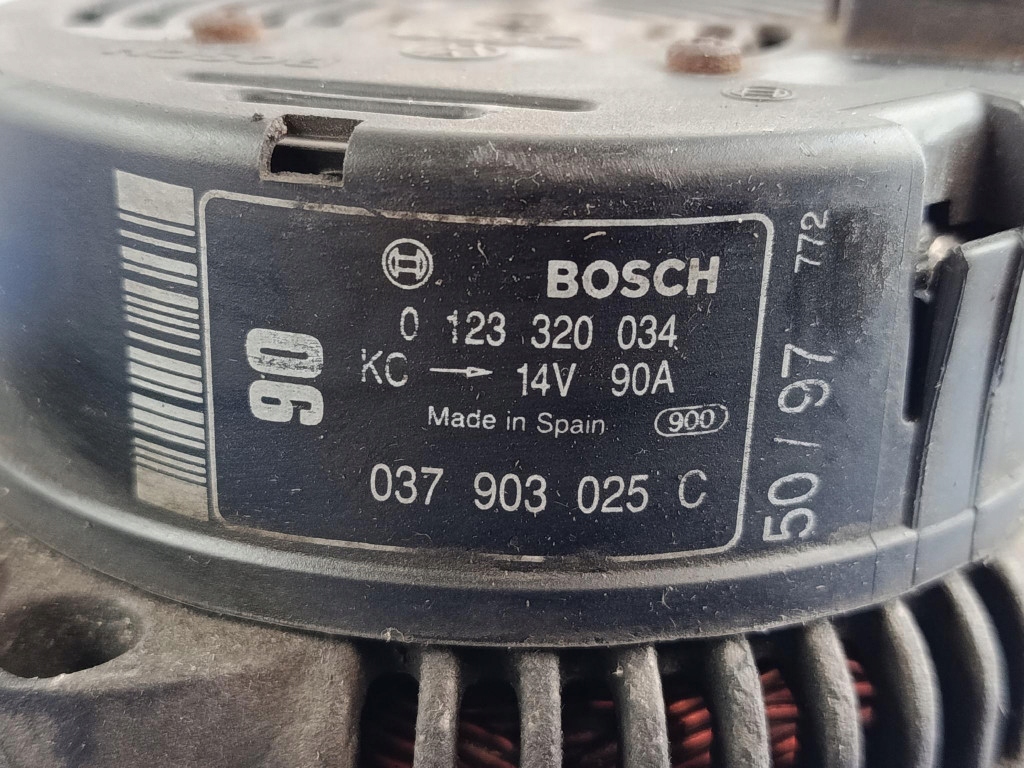 BOSCH
0 123 320 034
KC → 14V 90A
Made in Spain 900
037 903 025 C
90
50 / 97 772